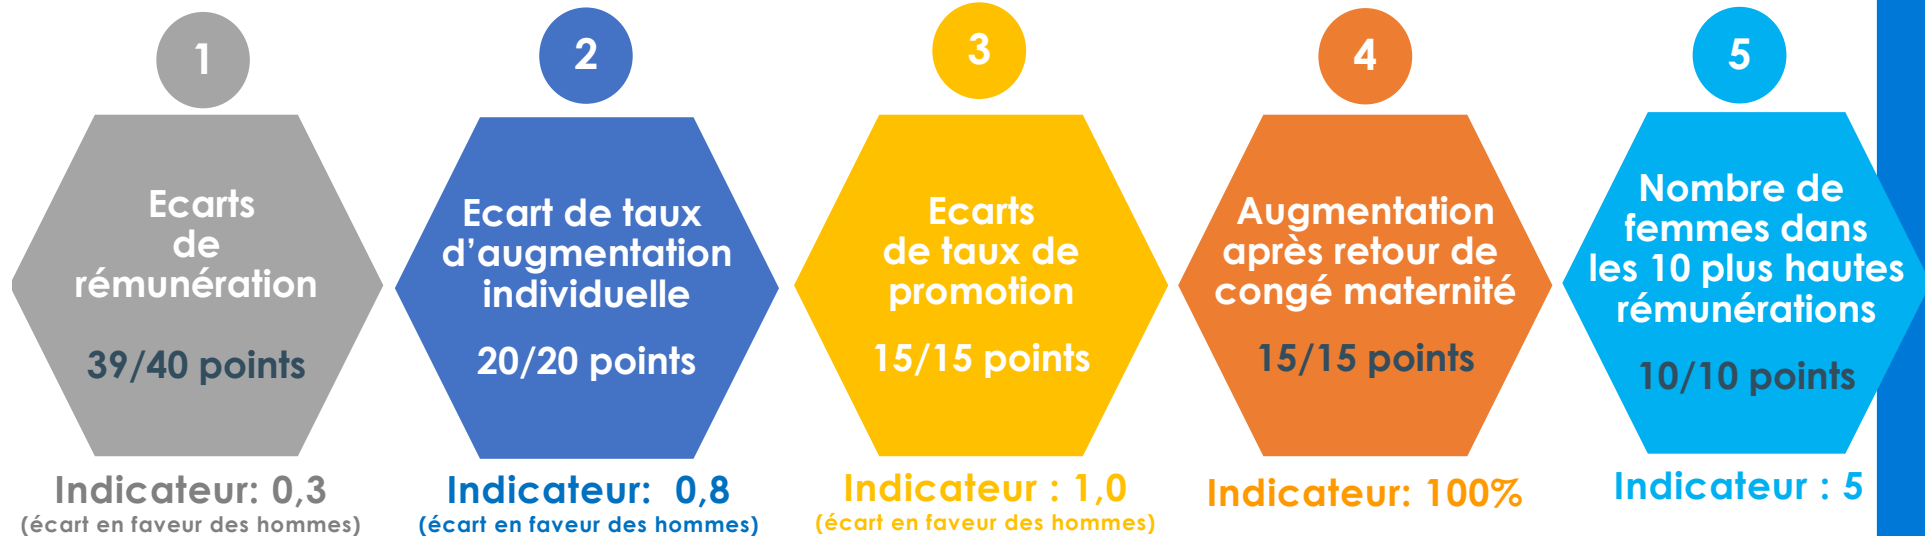 1
Ecarts
de
rémunération
39/40 points
Indicateur: 0,3
(écart en faveur des hommes)
2
Ecart de taux
d’augmentation
individuelle
20/20 points
Indicateur: 0,8
(écart en faveur des hommes)
3
Ecarts
de taux de
promotion
15/15 points
Indicateur : 1,0
(écart en faveur des hommes)
4
Augmentation
après retour de
congé maternité
15/15 points
Indicateur: 100%
5
Nombre de
femmes dans
les 10 plus hautes
rémunérations
10/10 points
Indicateur : 5